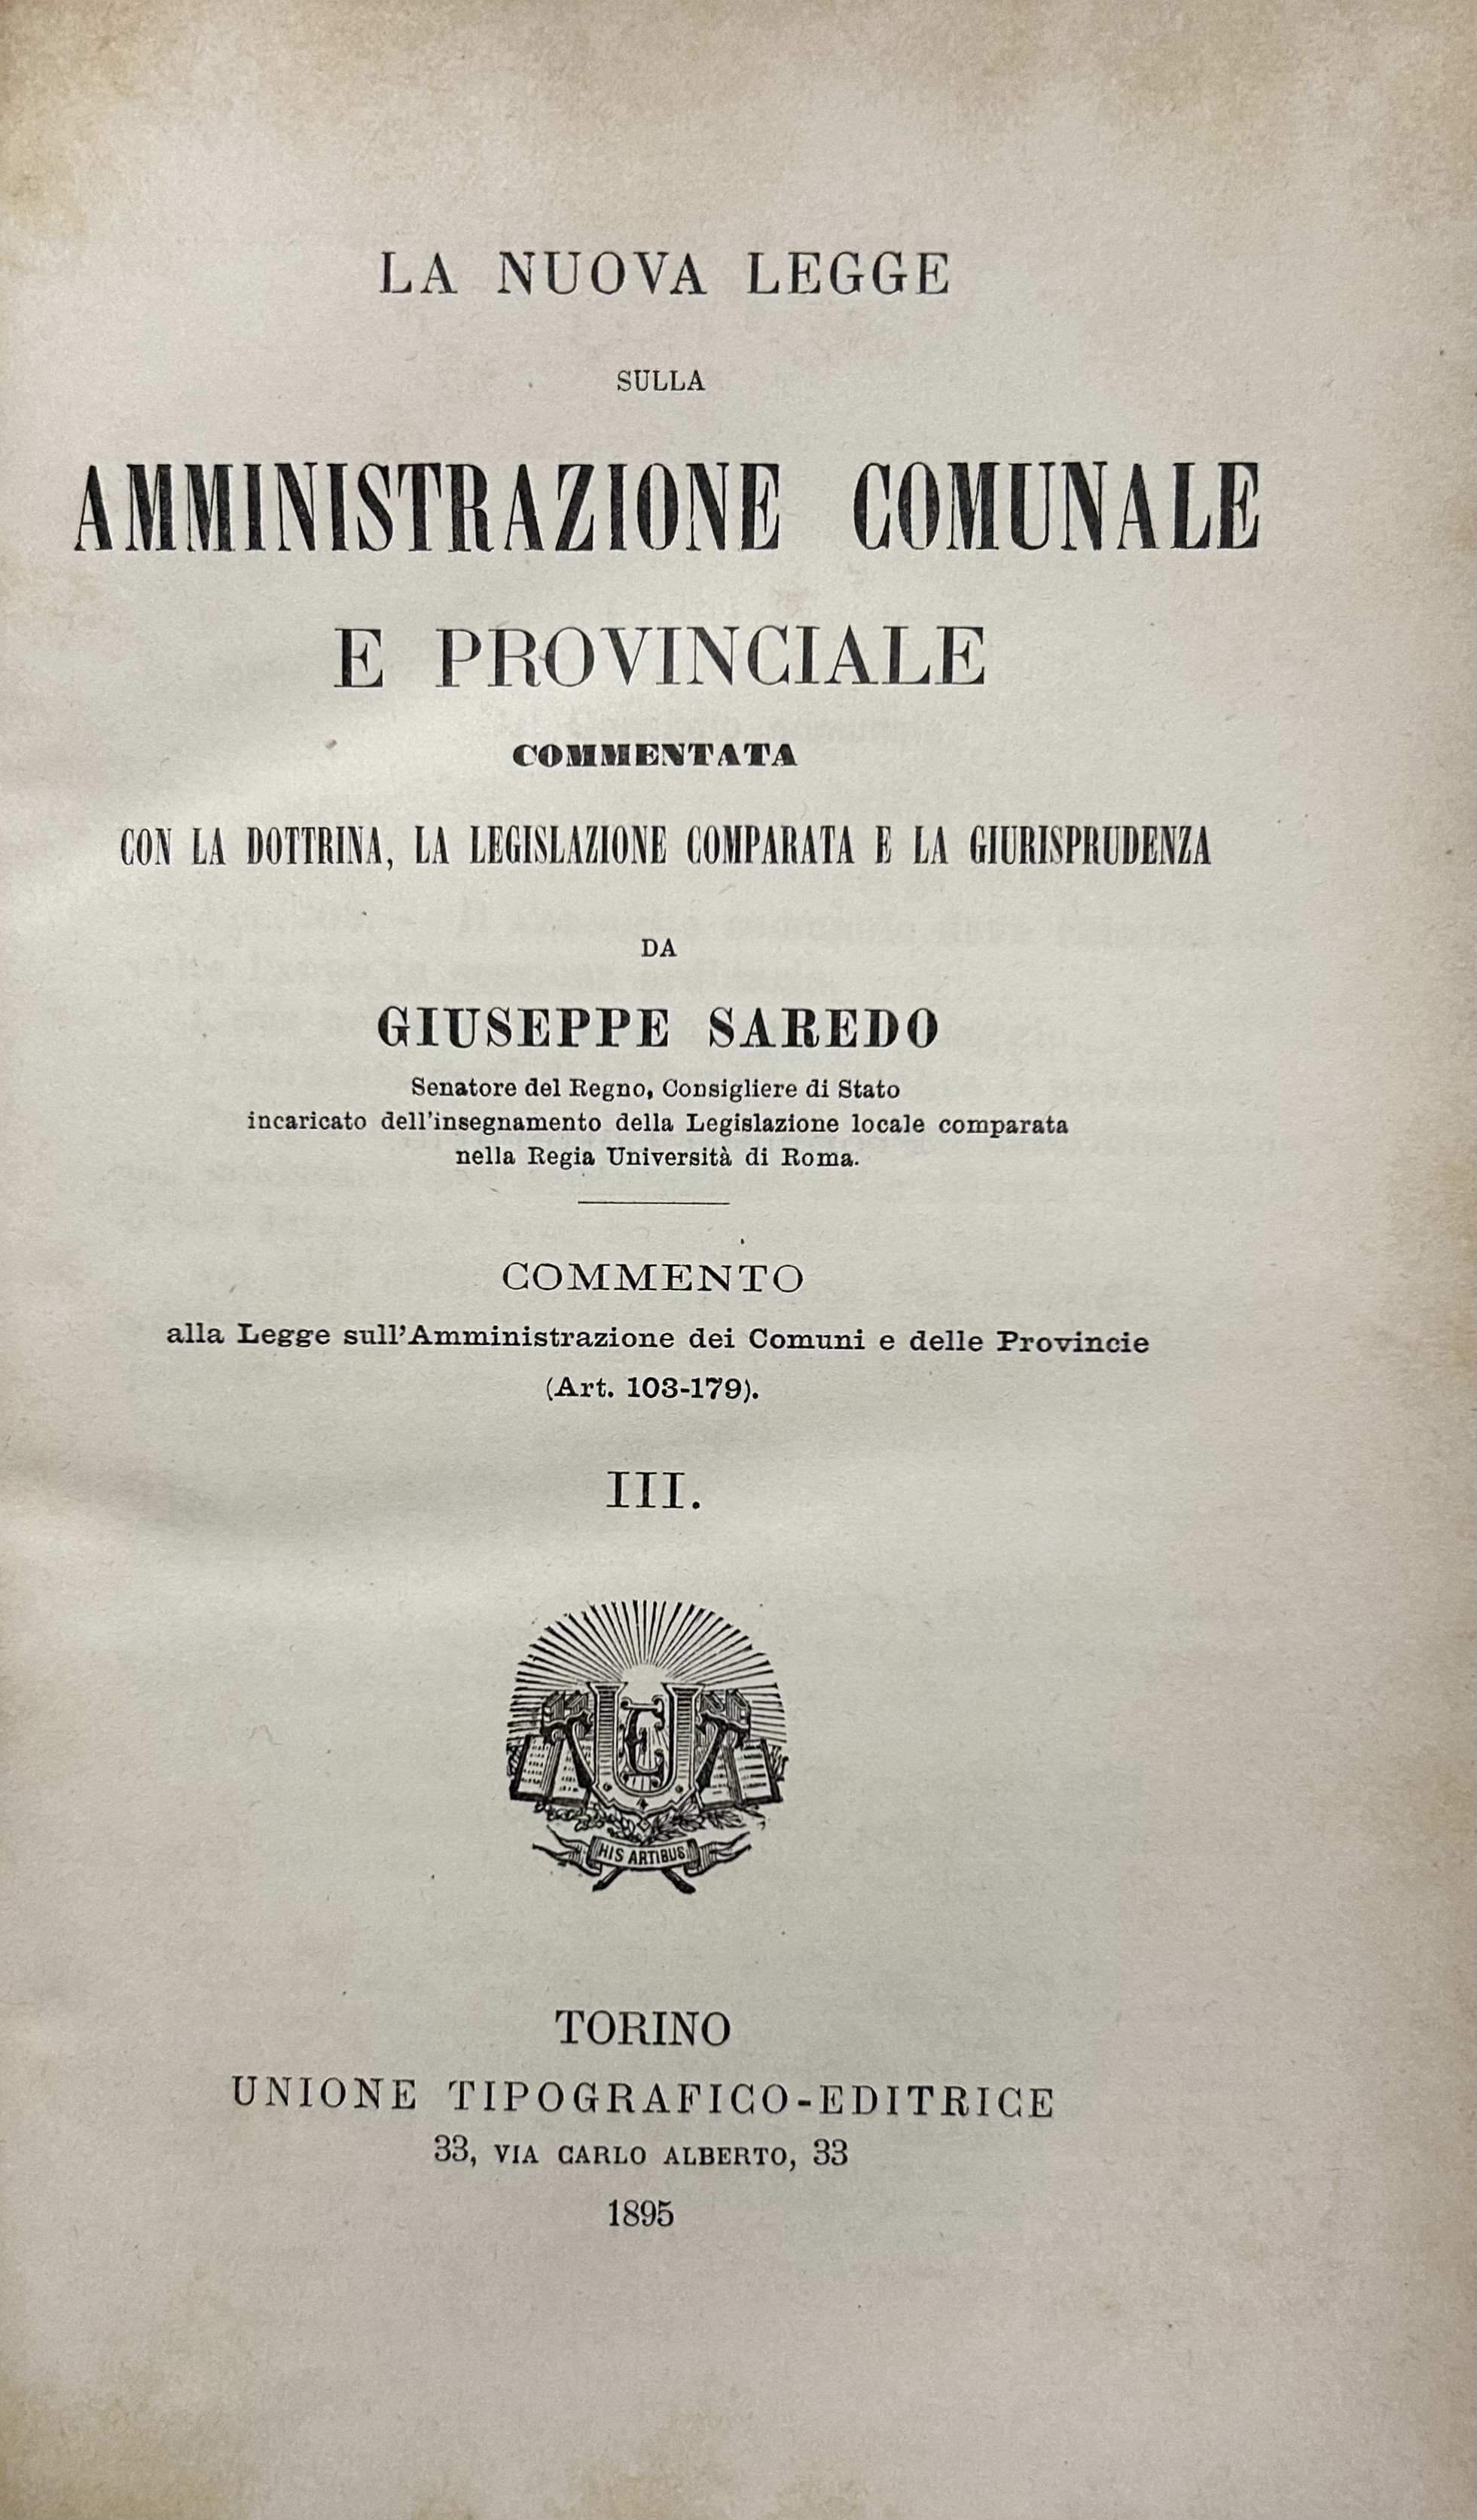 LA NUOVA LEGGE
SULLA
AMMINISTRAZIONE COMUNALE
E PROVINCIALE
COMMENTATA
CON LA DOTTRINA, LA LEGISLAZIONE COMPARATA E LA GIURISPRUDENZA
DA
GIUSEPPE SAREDO
Senatore del Regno, Consigliere di Stato
incaricato dell'insegnamento della Legislazione locale comparata
nella Regia Università di Roma.
COMMENTO
alla Legge sull'Amministrazione dei Comuni e delle Provincie
(Art. 103-179).
III.
UTET
HIS ARTIBUS
TORINO
UNIONE TIPOGRAFICO-EDITRICE
33, VIA CARLO ALBERTO, 33
1895